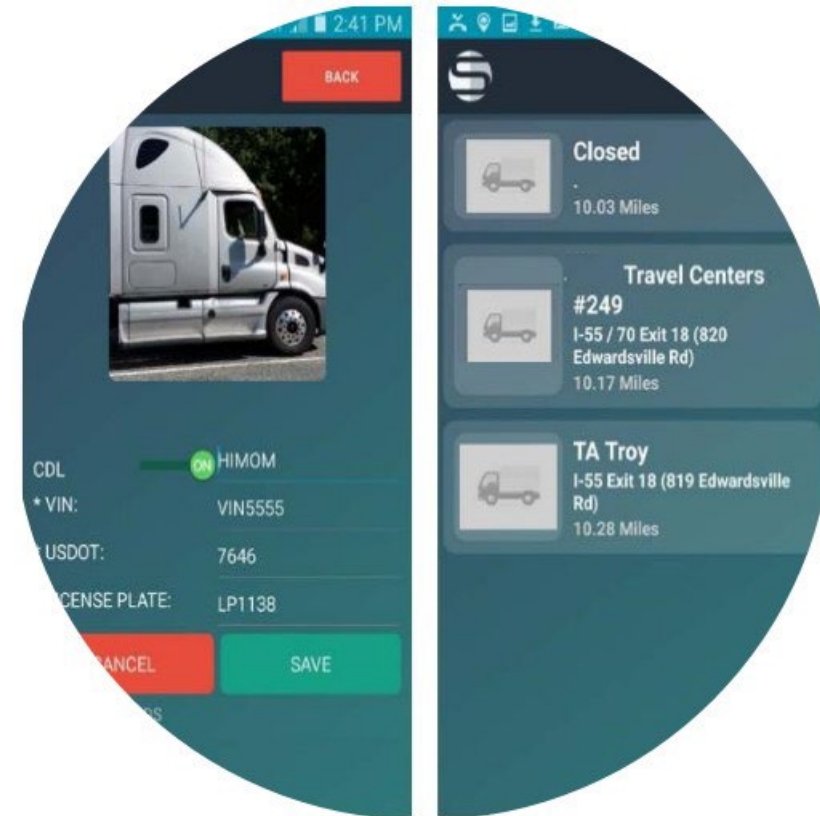 2:41 PM
BACK
CDL
ON
HIMOM
* VIN:
VIN5555
USDOT:
7646
CENSE PLATE:
LP1138
ANCEL
SAVE
Closed
.
10.03 Miles
Travel Centers
#249
I-55 / 70 Exit 18 (820
Edwardsville Rd)
10.17 Miles
TA Troy
I-55 Exit 18 (819 Edwardsville
Rd)
10.28 Miles